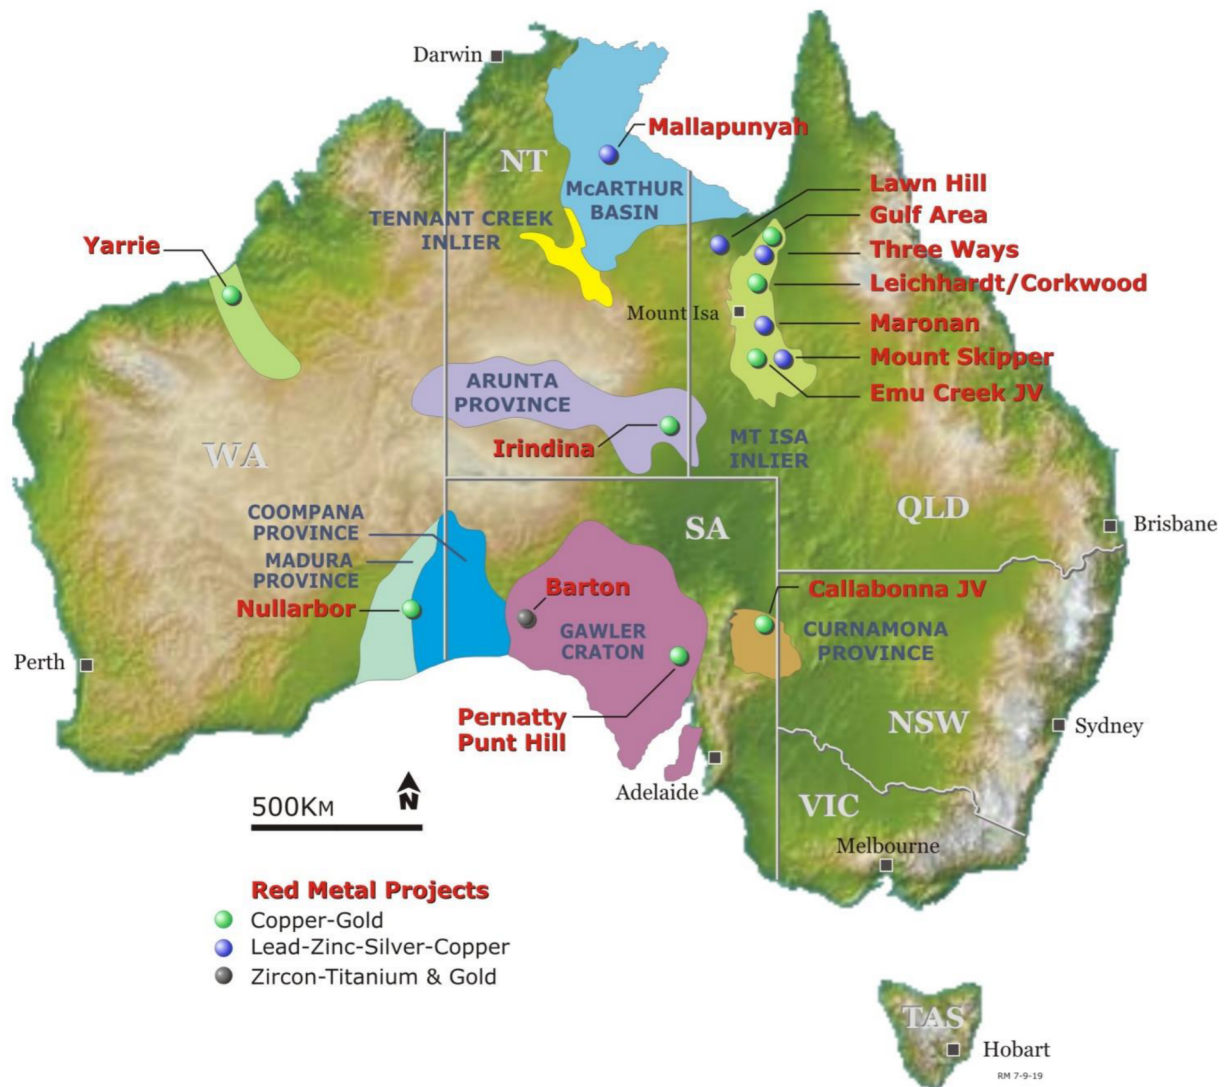 Darwin
Mallapunyah
NT
McARTHUR
BASIN
Lawn Hill
TENNANT CREEK
INLIER
Gulf Area
Yarrie
Three Ways
Leichhardt/Corkwood
Mount Isa
Maronan
Mount Skipper
ARUNTA
PROVINCE
Emu Creek JV
WA
Irindina
MT ISA
INLIER
COOMPANA
PROVINCE
SA
QLD
Brisbane
MADURA
PROVINCE
Nullarbor
Barton
Callabonna JV
GAWLER
CRATON
CURNAMONA
PROVINCE
Perth
Pernatty
Punt Hill
NSW
Sydney
Adelaide
500KM
N
VIC
Melbourne
Red Metal Projects
Copper-Gold
Lead-Zinc-Silver-Copper
Zircon-Titanium & Gold
TAS
Hobart
RM 7-9-19